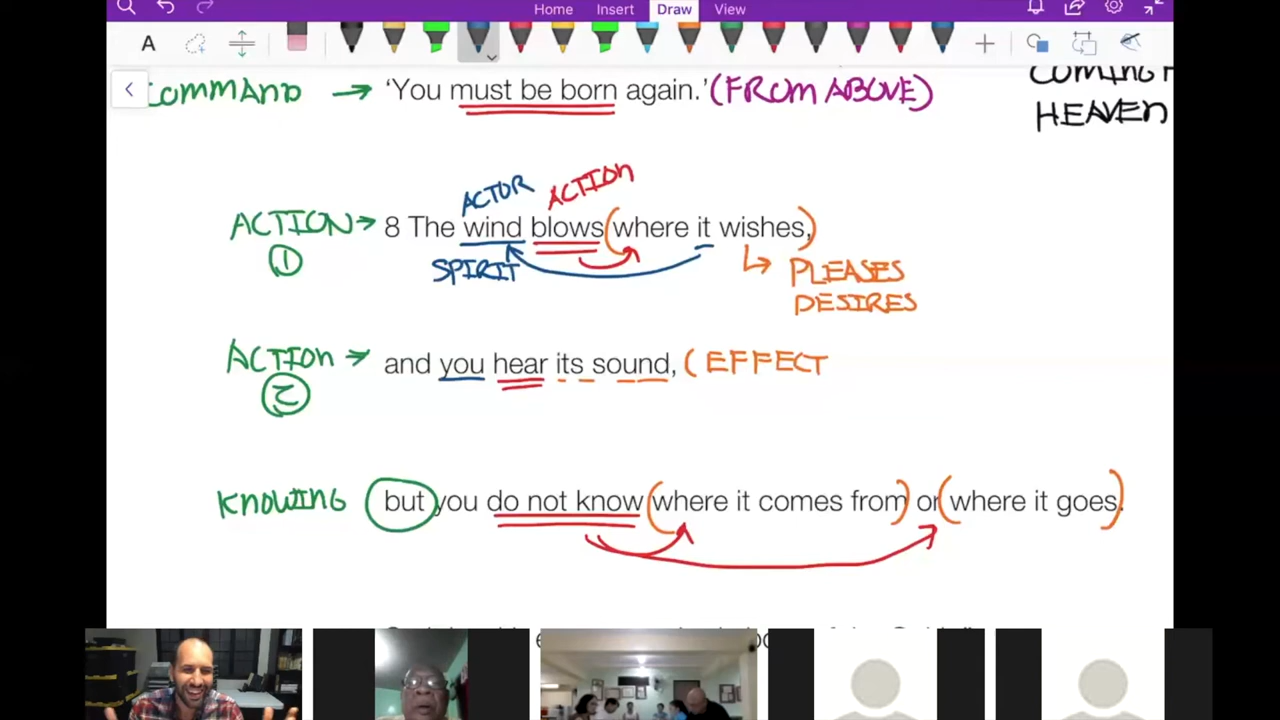 Home Insert Draw View
A
COMMAND → 'You must be born again.' (FROM ABOVE)
HEAVEN
ACTOR ACTION
ACTION → 8 The wind blows (where it wishes,)
1 SPIRIT PLEASES
DESIRES
ACTION → and you hear its sound, ( EFFECT
2
KNOWING but you do not know (where it comes from) or (where it goes).